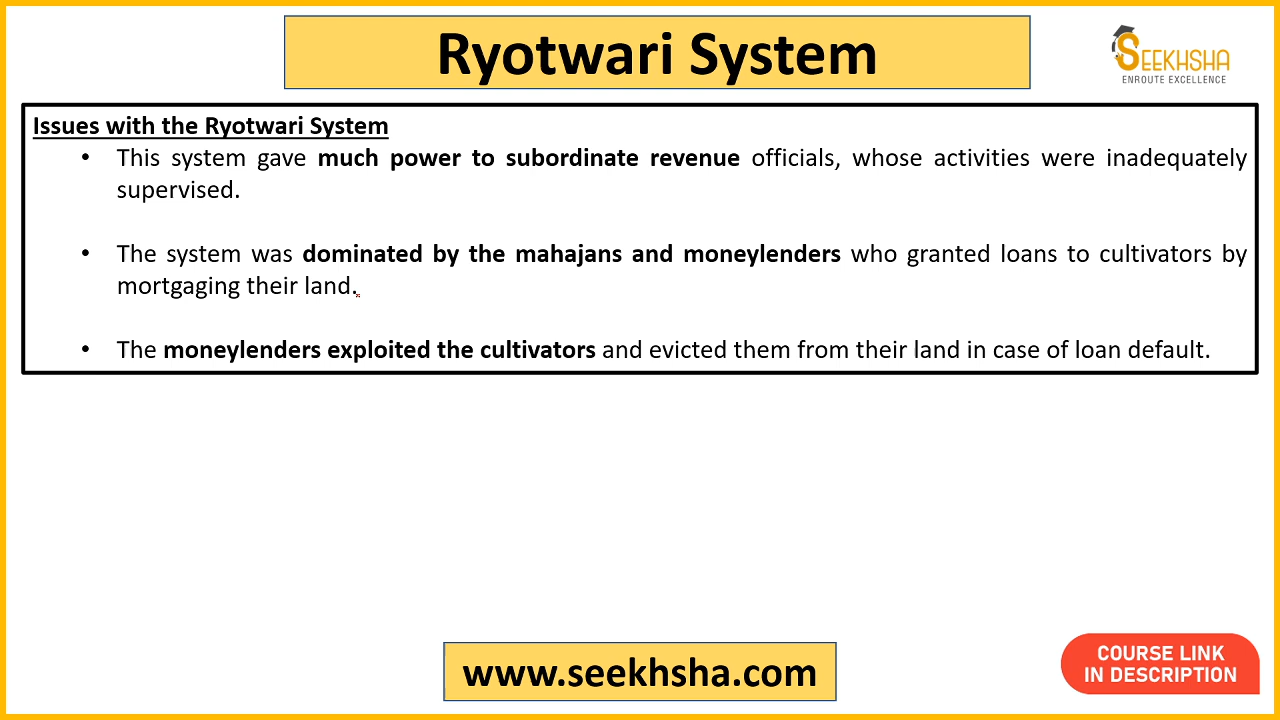 Ryotwari System
SEEKHSHA
ENROUTE EXCELLENCE
Issues with the Ryotwari System
• This system gave much power to subordinate revenue officials, whose activities were inadequately
supervised.
• The system was dominated by the mahajans and moneylenders who granted loans to cultivators by
mortgaging their land.
• The moneylenders exploited the cultivators and evicted them from their land in case of loan default.
www.seekhsha.com
COURSE LINK
IN DESCRIPTION